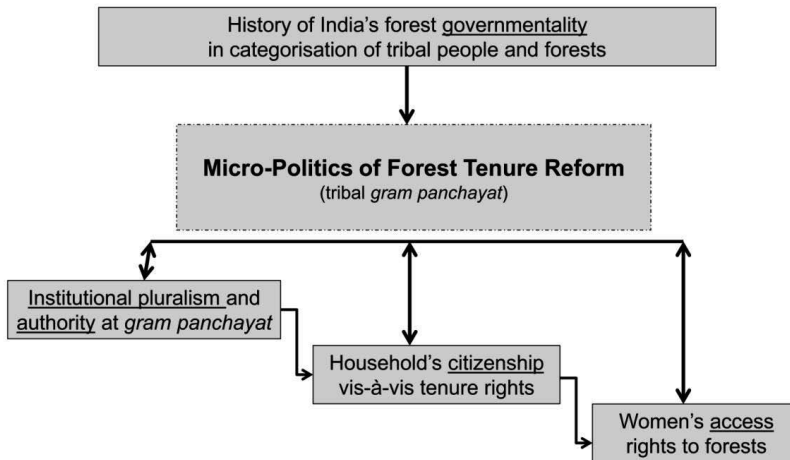 History of India's forest governmentality
in categorisation of tribal people and forests
Micro-Politics of Forest Tenure Reform
(tribal gram panchayat)
Institutional pluralism and
authority at gram panchayat
Household's citizenship
vis-à-vis tenure rights
Women's access
rights to forests